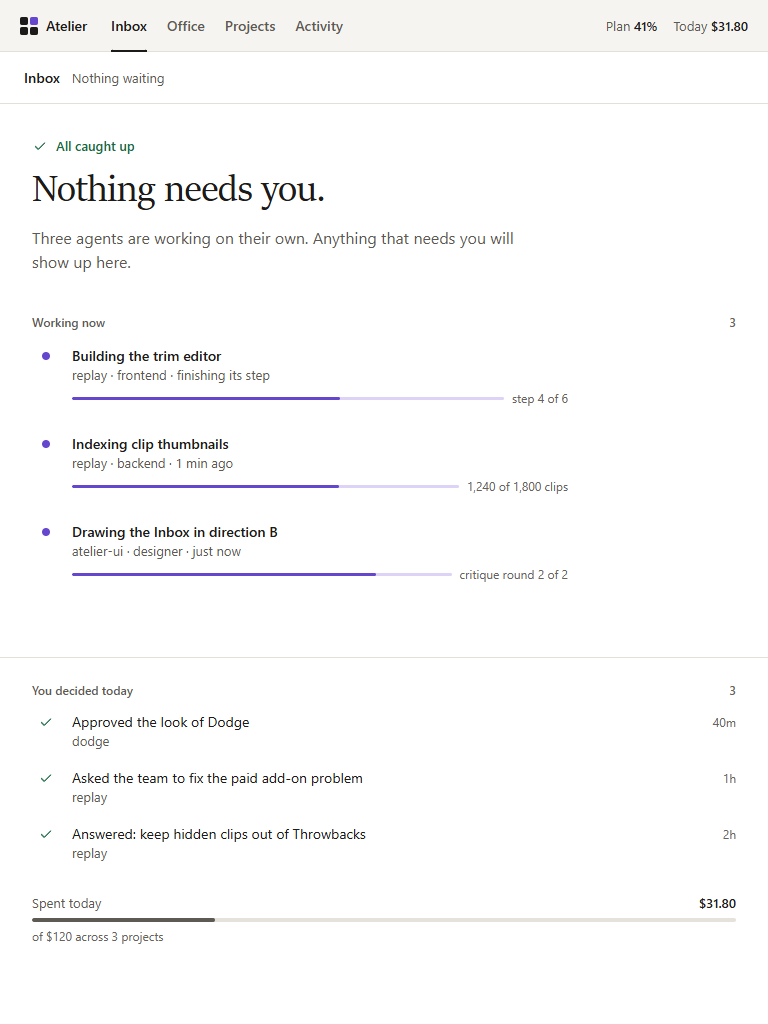 Atelier Inbox Office Projects Activity Plan 41% Today $31.80
Inbox Nothing waiting
All caught up
Nothing needs you.
Three agents are working on their own. Anything that needs you will
show up here.
Working now 3
Building the trim editor
replay · frontend · finishing its step
step 4 of 6
Indexing clip thumbnails
replay · backend · 1 min ago
1,240 of 1,800 clips
Drawing the Inbox in direction B
atelier-ui · designer · just now
critique round 2 of 2
You decided today 3
Approved the look of Dodge 40m
dodge
Asked the team to fix the paid add-on problem 1h
replay
Answered: keep hidden clips out of Throwbacks 2h
replay
Spent today $31.80
of $120 across 3 projects